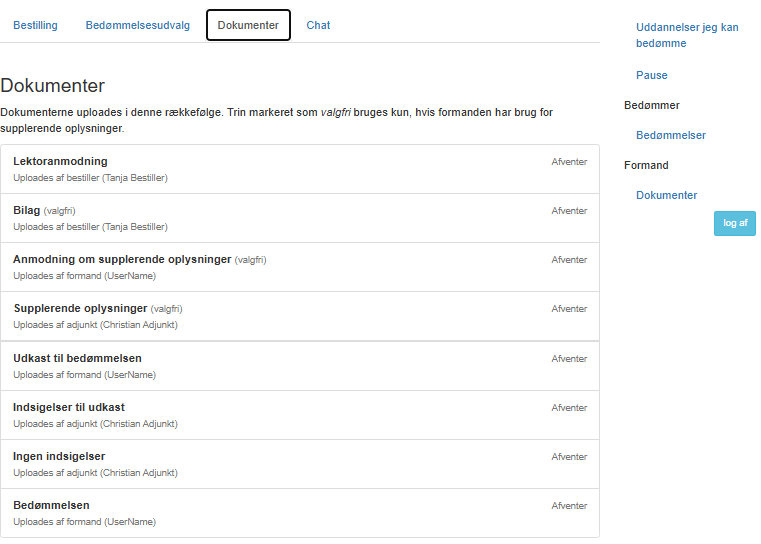 Bestilling
Bedømmelsesudvalg
Dokumenter
Chat
Dokumenter
Dokumenterne uploades i denne rækkefølge. Trin markeret som valgfri bruges kun, hvis formanden har brug for
supplerende oplysninger.
Lektoranmodning
Afventer
Uploades af bestiller (Tanja Bestiller)
Bilag (valgfri)
Afventer
Uploades af bestiller (Tanja Bestiller)
Anmodning om supplerende oplysninger (valgfri)
Afventer
Uploades af formand (UserName)
Supplerende oplysninger (valgfri)
Afventer
Uploades af adjunkt (Christian Adjunkt)
Udkast til bedømmelsen
Afventer
Uploades af formand (UserName)
Indsigelser til udkast
Afventer
Uploades af adjunkt (Christian Adjunkt)
Ingen indsigelser
Afventer
Uploades af adjunkt (Christian Adjunkt)
Bedømmelsen
Afventer
Uploades af formand (UserName)
Uddannelser jeg kan
bedømme
Pause
Bedømmer
Bedømmelser
Formand
Dokumenter
log af